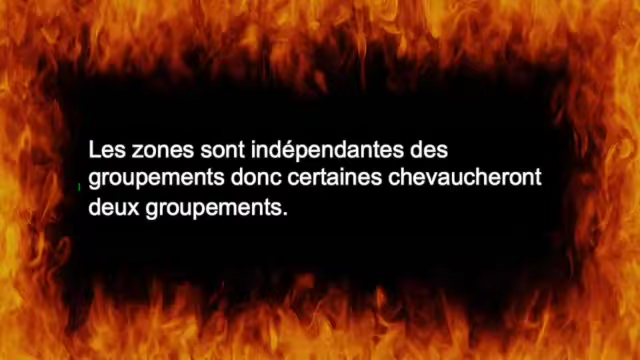 Les zones sont indépendantes des
groupements donc certaines chevaucheront
deux groupements.